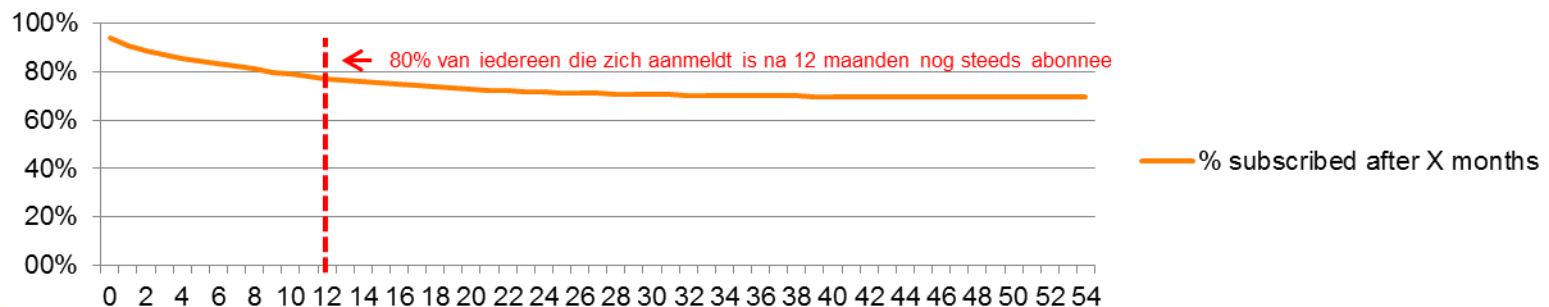 100%
80% van iedereen die zich aanmeldt is na 12 maanden nog steeds abonnee
80%
60%
% subscribed after X months
40%
20%
00%
0 2 4 6 8 10 12 14 16 18 20 22 24 26 28 30 32 34 36 38 40 42 44 46 48 50 52 54